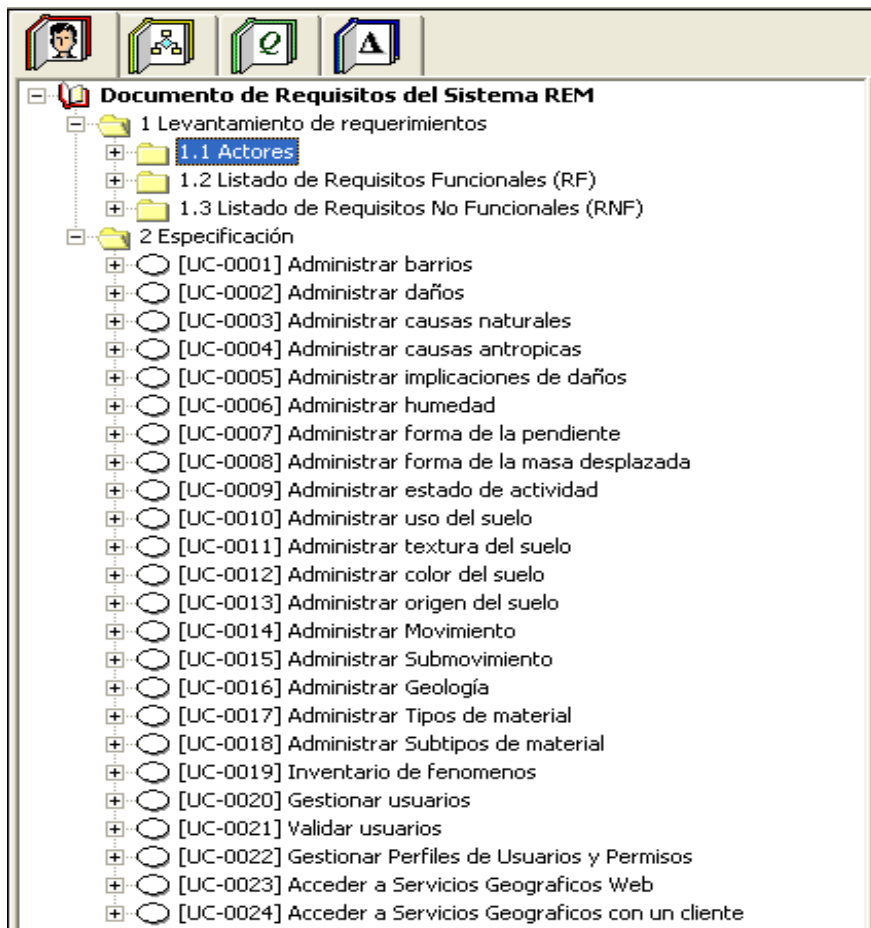 Q A
Documento de Requisitos del Sistema REM
1 Levantamiento de requerimientos
1.1 Actores
1.2 Listado de Requisitos Funcionales (RF)
1.3 Listado de Requisitos No Funcionales (RNF)
2 Especificación
[UC-0001] Administrar barrios
[UC-0002] Administrar daños
[UC-0003] Administrar causas naturales
[UC-0004] Administrar causas antropicas
[UC-0005] Administrar implicaciones de daños
[UC-0006] Administrar humedad
[UC-0007] Administrar forma de la pendiente
[UC-0008] Administrar forma de la masa desplazada
[UC-0009] Administrar estado de actividad
[UC-0010] Administrar uso del suelo
[UC-0011] Administrar textura del suelo
[UC-0012] Administrar color del suelo
[UC-0013] Administrar origen del suelo
[UC-0014] Administrar Movimiento
[UC-0015] Administrar Submovimiento
[UC-0016] Administrar Geología
[UC-0017] Administrar Tipos de material
[UC-0018] Administrar Subtipos de material
[UC-0019] Inventario de fenomenos
[UC-0020] Gestionar usuarios
[UC-0021] Validar usuarios
[UC-0022] Gestionar Perfiles de Usuarios y Permisos
[UC-0023] Acceder a Servicios Geograficos Web
[UC-0024] Acceder a Servicios Geograficos con un cliente